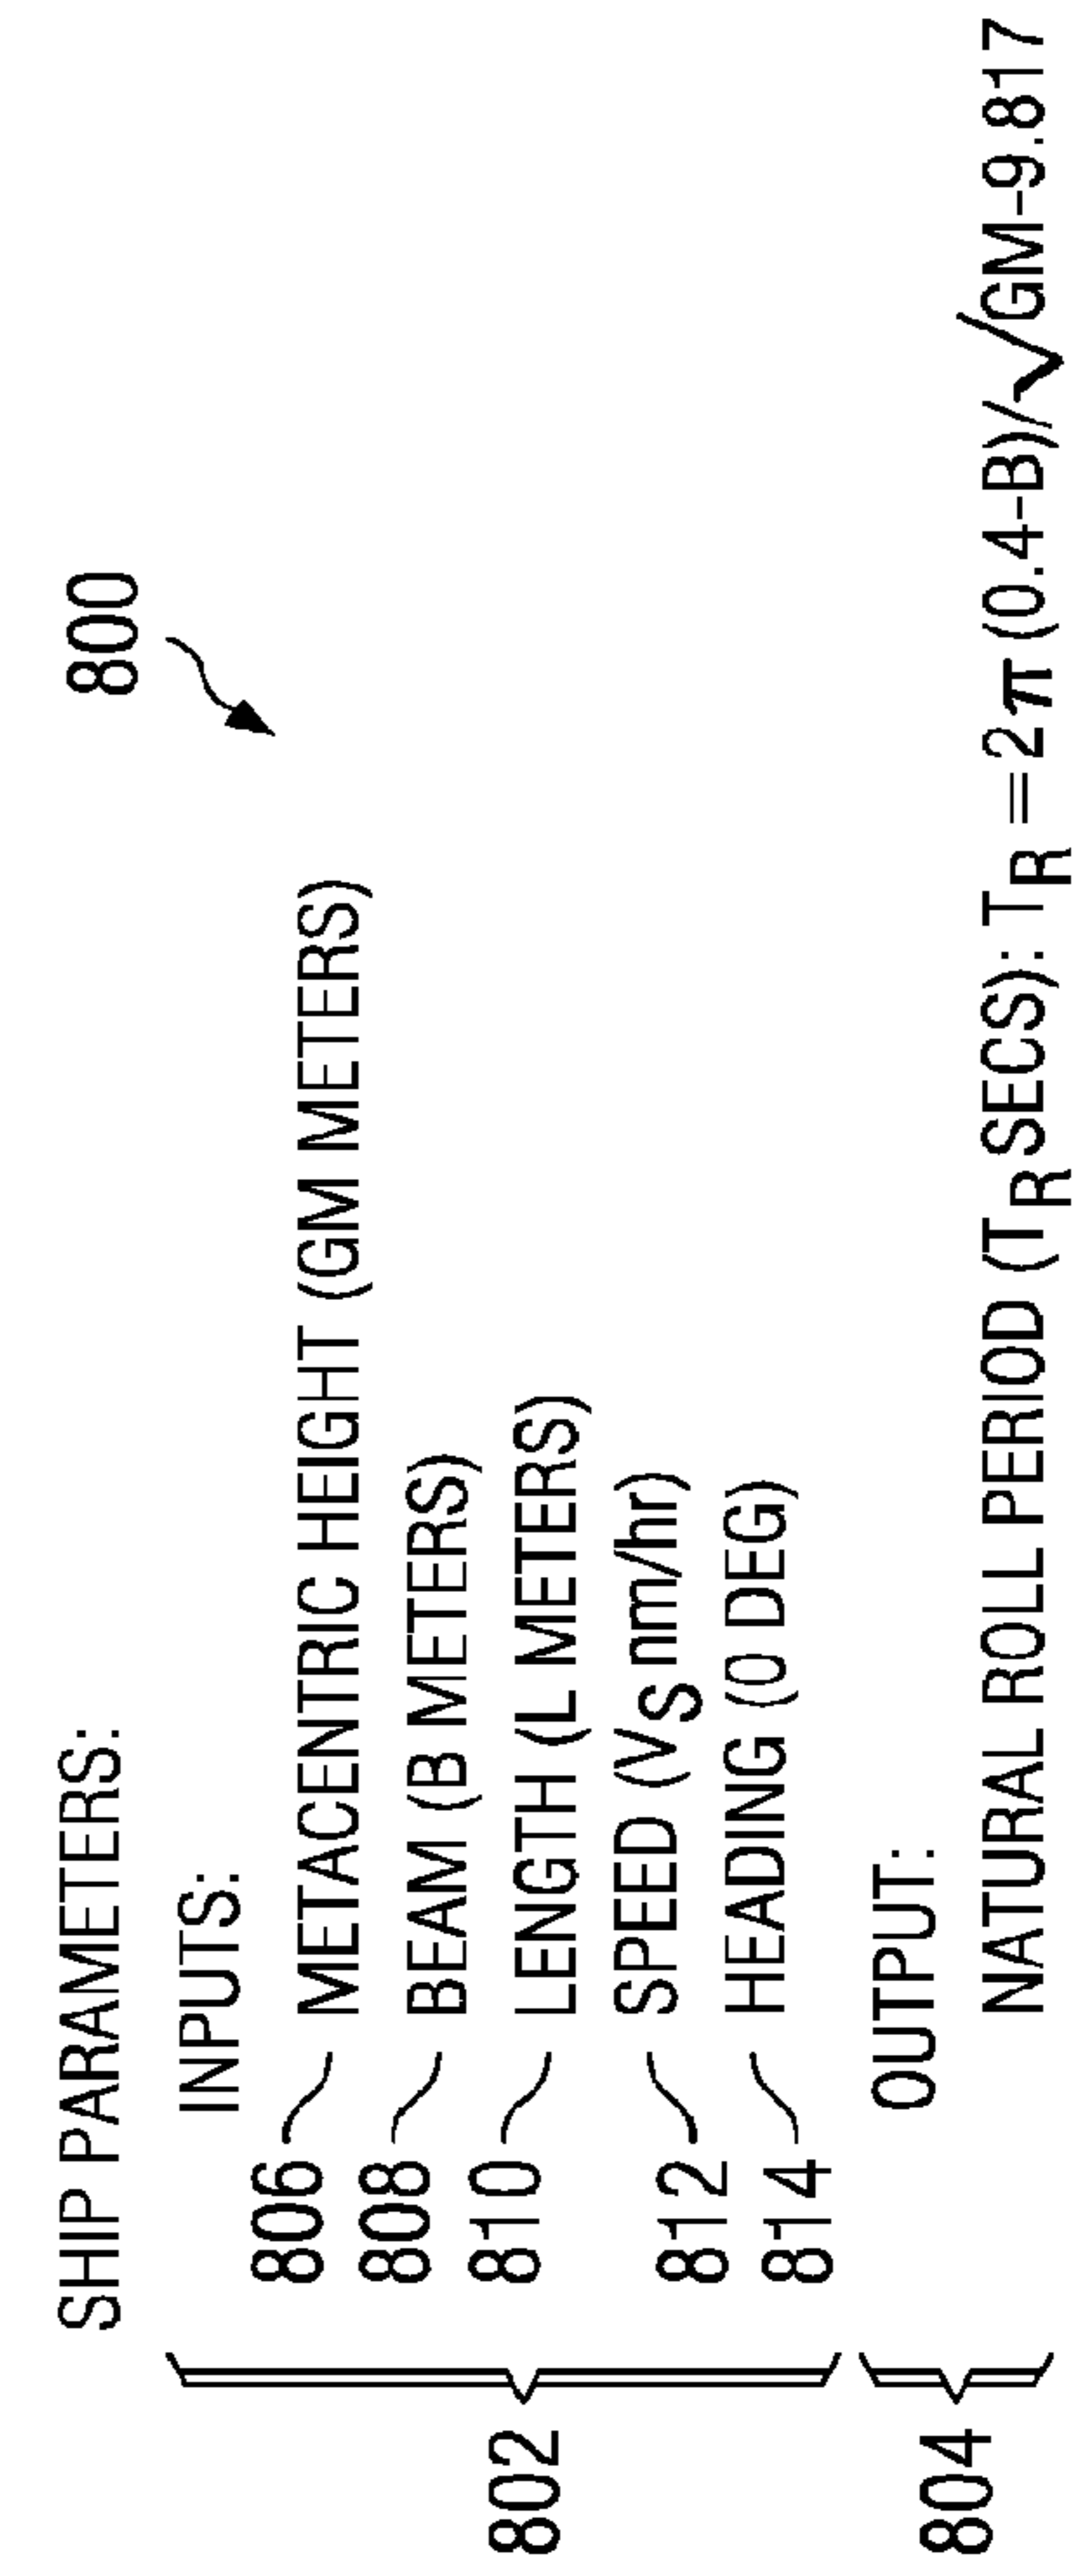 800
SHIP PARAMETERS:
INPUTS:
802
806 METACENTRIC HEIGHT (GM METERS)
808 BEAM (B METERS)
810 LENGTH (L METERS)
812 SPEED (VS nm/hr)
814 HEADING (0 DEG)
804
OUTPUT:
NATURAL ROLL PERIOD (TR SECS): TR = 2π (0.4-B)/√GM-9.817